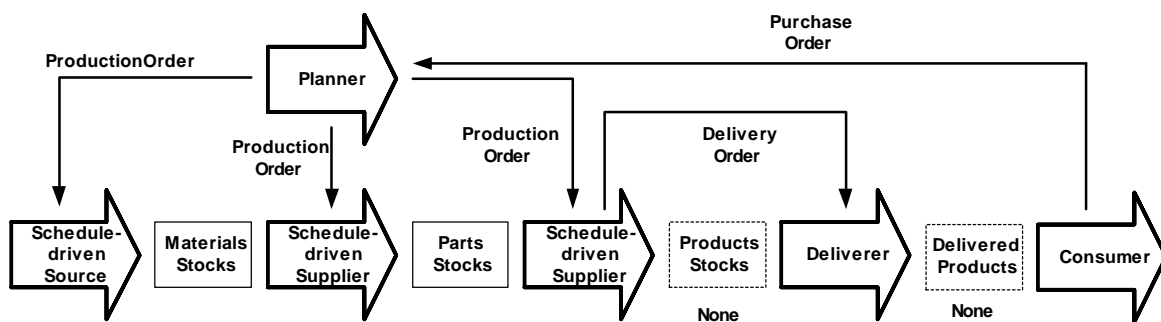 Purchase
Order
ProductionOrder
Planner
Production
Order
Production
Order
Delivery
Order
Schedule-
driven
Source
Materials
Stocks
Schedule-
driven
Supplier
Parts
Stocks
Schedule-
driven
Supplier
Products
Stocks
Deliverer
Delivered
Products
Consumer
None
None